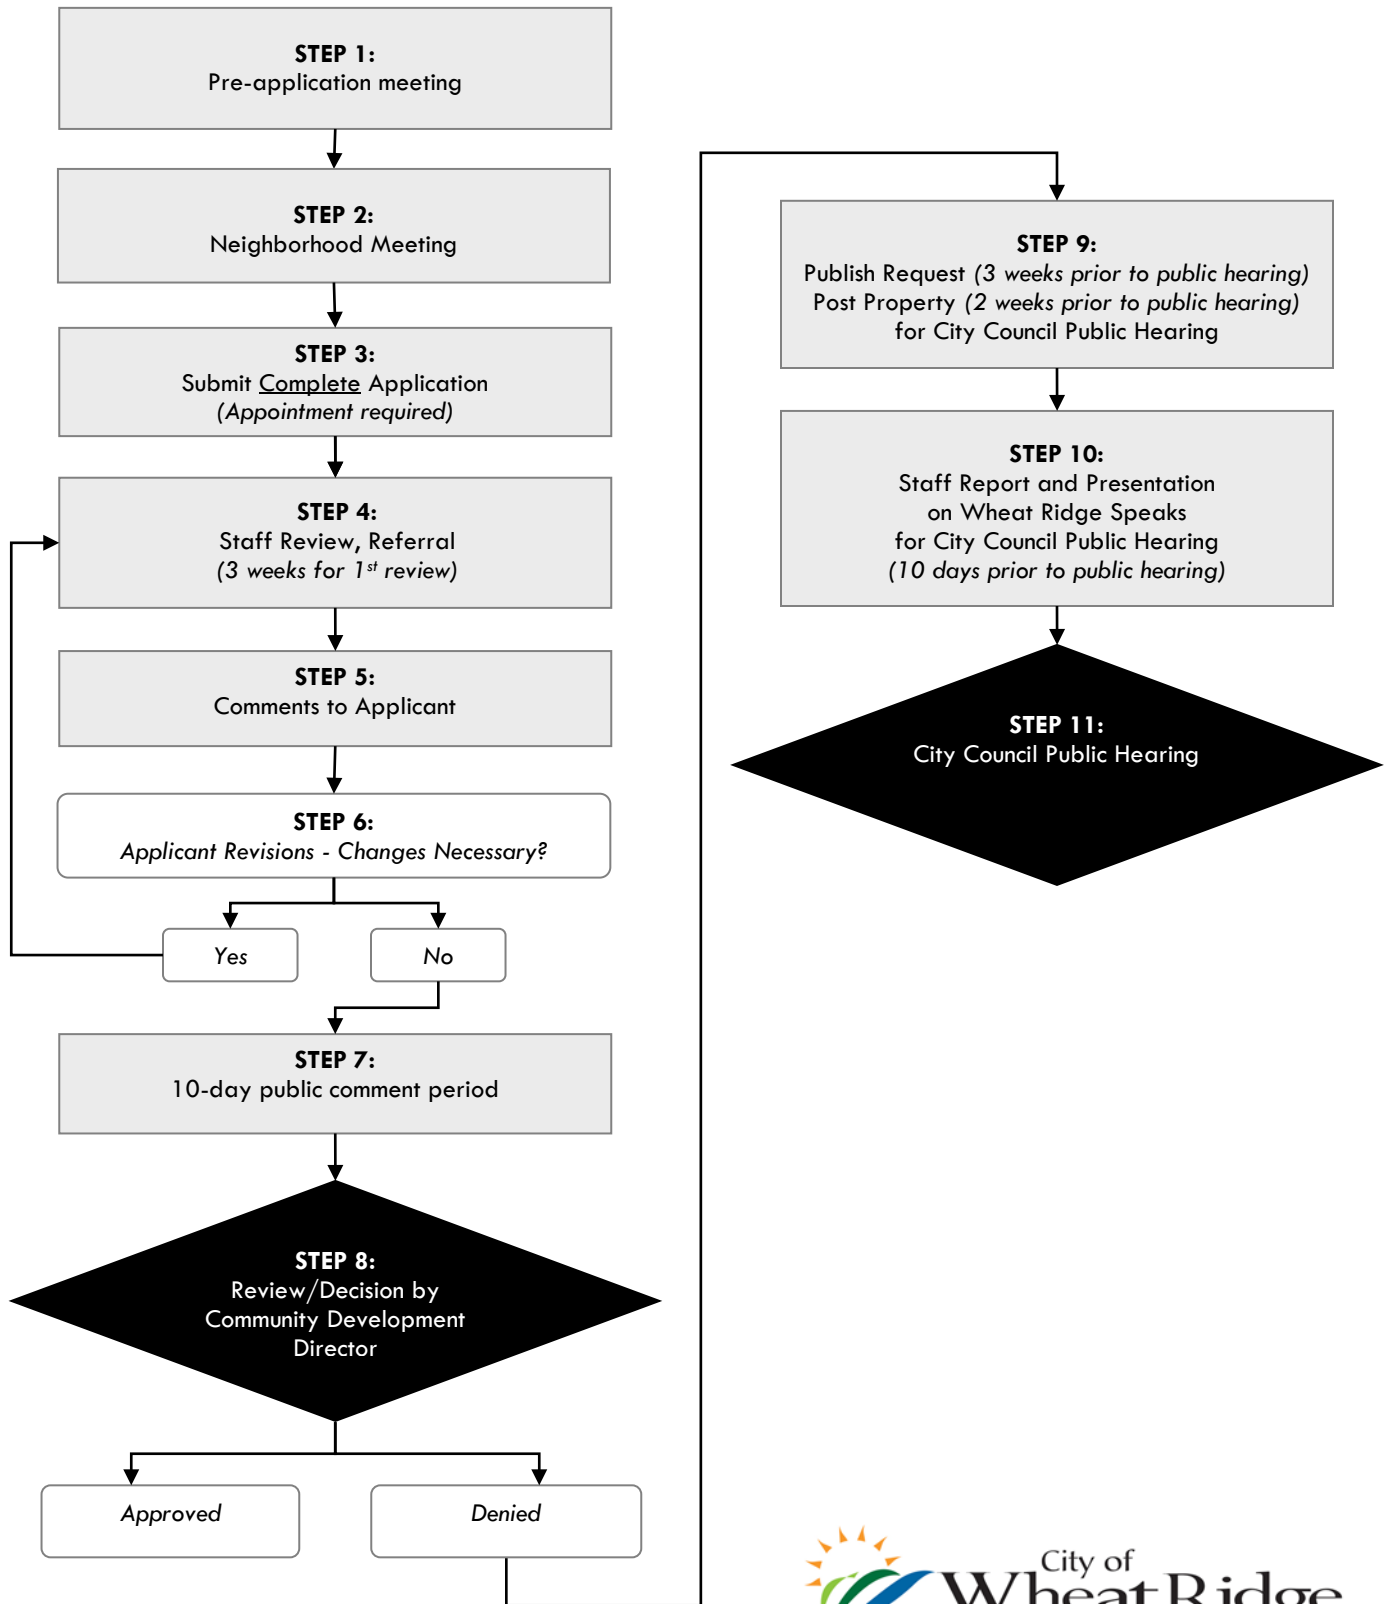 STEP 1:
Pre-application meeting
STEP 2:
Neighborhood Meeting
STEP 3:
Submit Complete Application
(Appointment required)
STEP 4:
Staff Review, Referral
(3 weeks for 1st review)
STEP 5:
Comments to Applicant
STEP 6:
Applicant Revisions - Changes Necessary?
Yes
No
STEP 7:
10-day public comment period
STEP 8:
Review/Decision by
Community Development
Director
Approved
Denied
STEP 9:
Publish Request (3 weeks prior to public hearing)
Post Property (2 weeks prior to public hearing)
for City Council Public Hearing
STEP 10:
Staff Report and Presentation
on Wheat Ridge Speaks
for City Council Public Hearing
(10 days prior to public hearing)
STEP 11:
City Council Public Hearing
City of
Wheat Ridge